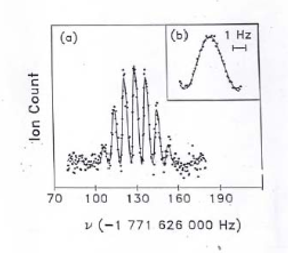 (a)
(b)
1 Hz
Ion Count
70 100 130 160 190
ν (−1 771 626 000 Hz)